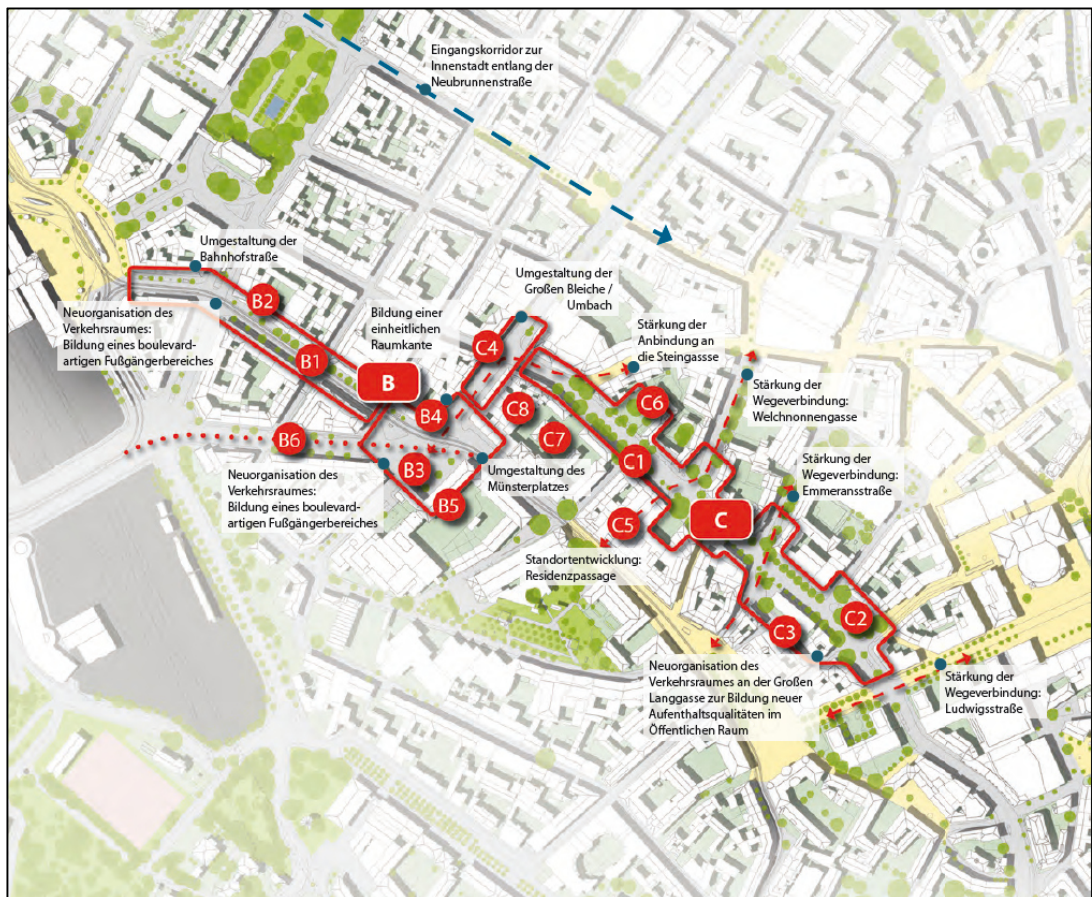 Eingangskorridor zur
Innenstadt entlang der
Neubrunnenstraße
Umgestaltung der
Bahnhofstraße
Neuorganisation des
Verkehrsraumes:
Bildung eines boulevard-
artigen Fußgängerbereiches
B2
B1
Bildung einer
einheitlichen
Raumkante
B
Umgestaltung der
Großen Bleiche /
Umbach
C4
Stärkung der
Anbindung an
die Steingassse
Stärkung der
Wegeverbindung:
Welchnonnengasse
B4
C8
C6
C7
C1
B6
B3
B5
Neuorganisation des
Verkehrsraumes:
Bildung eines boulevard-
artigen Fußgängerbereiches
Umgestaltung des
Münsterplatzes
Stärkung der
Wegeverbindung:
Emmeransstraße
C5
C
Standortentwicklung:
Residenzpassage
C3
C2
Neuorganisation des
Verkehrsraumes an der Großen
Langgasse zur Bildung neuer
Aufenthaltsqualitäten im
Öffentlichen Raum
Stärkung der
Wegeverbindung:
Ludwigsstraße